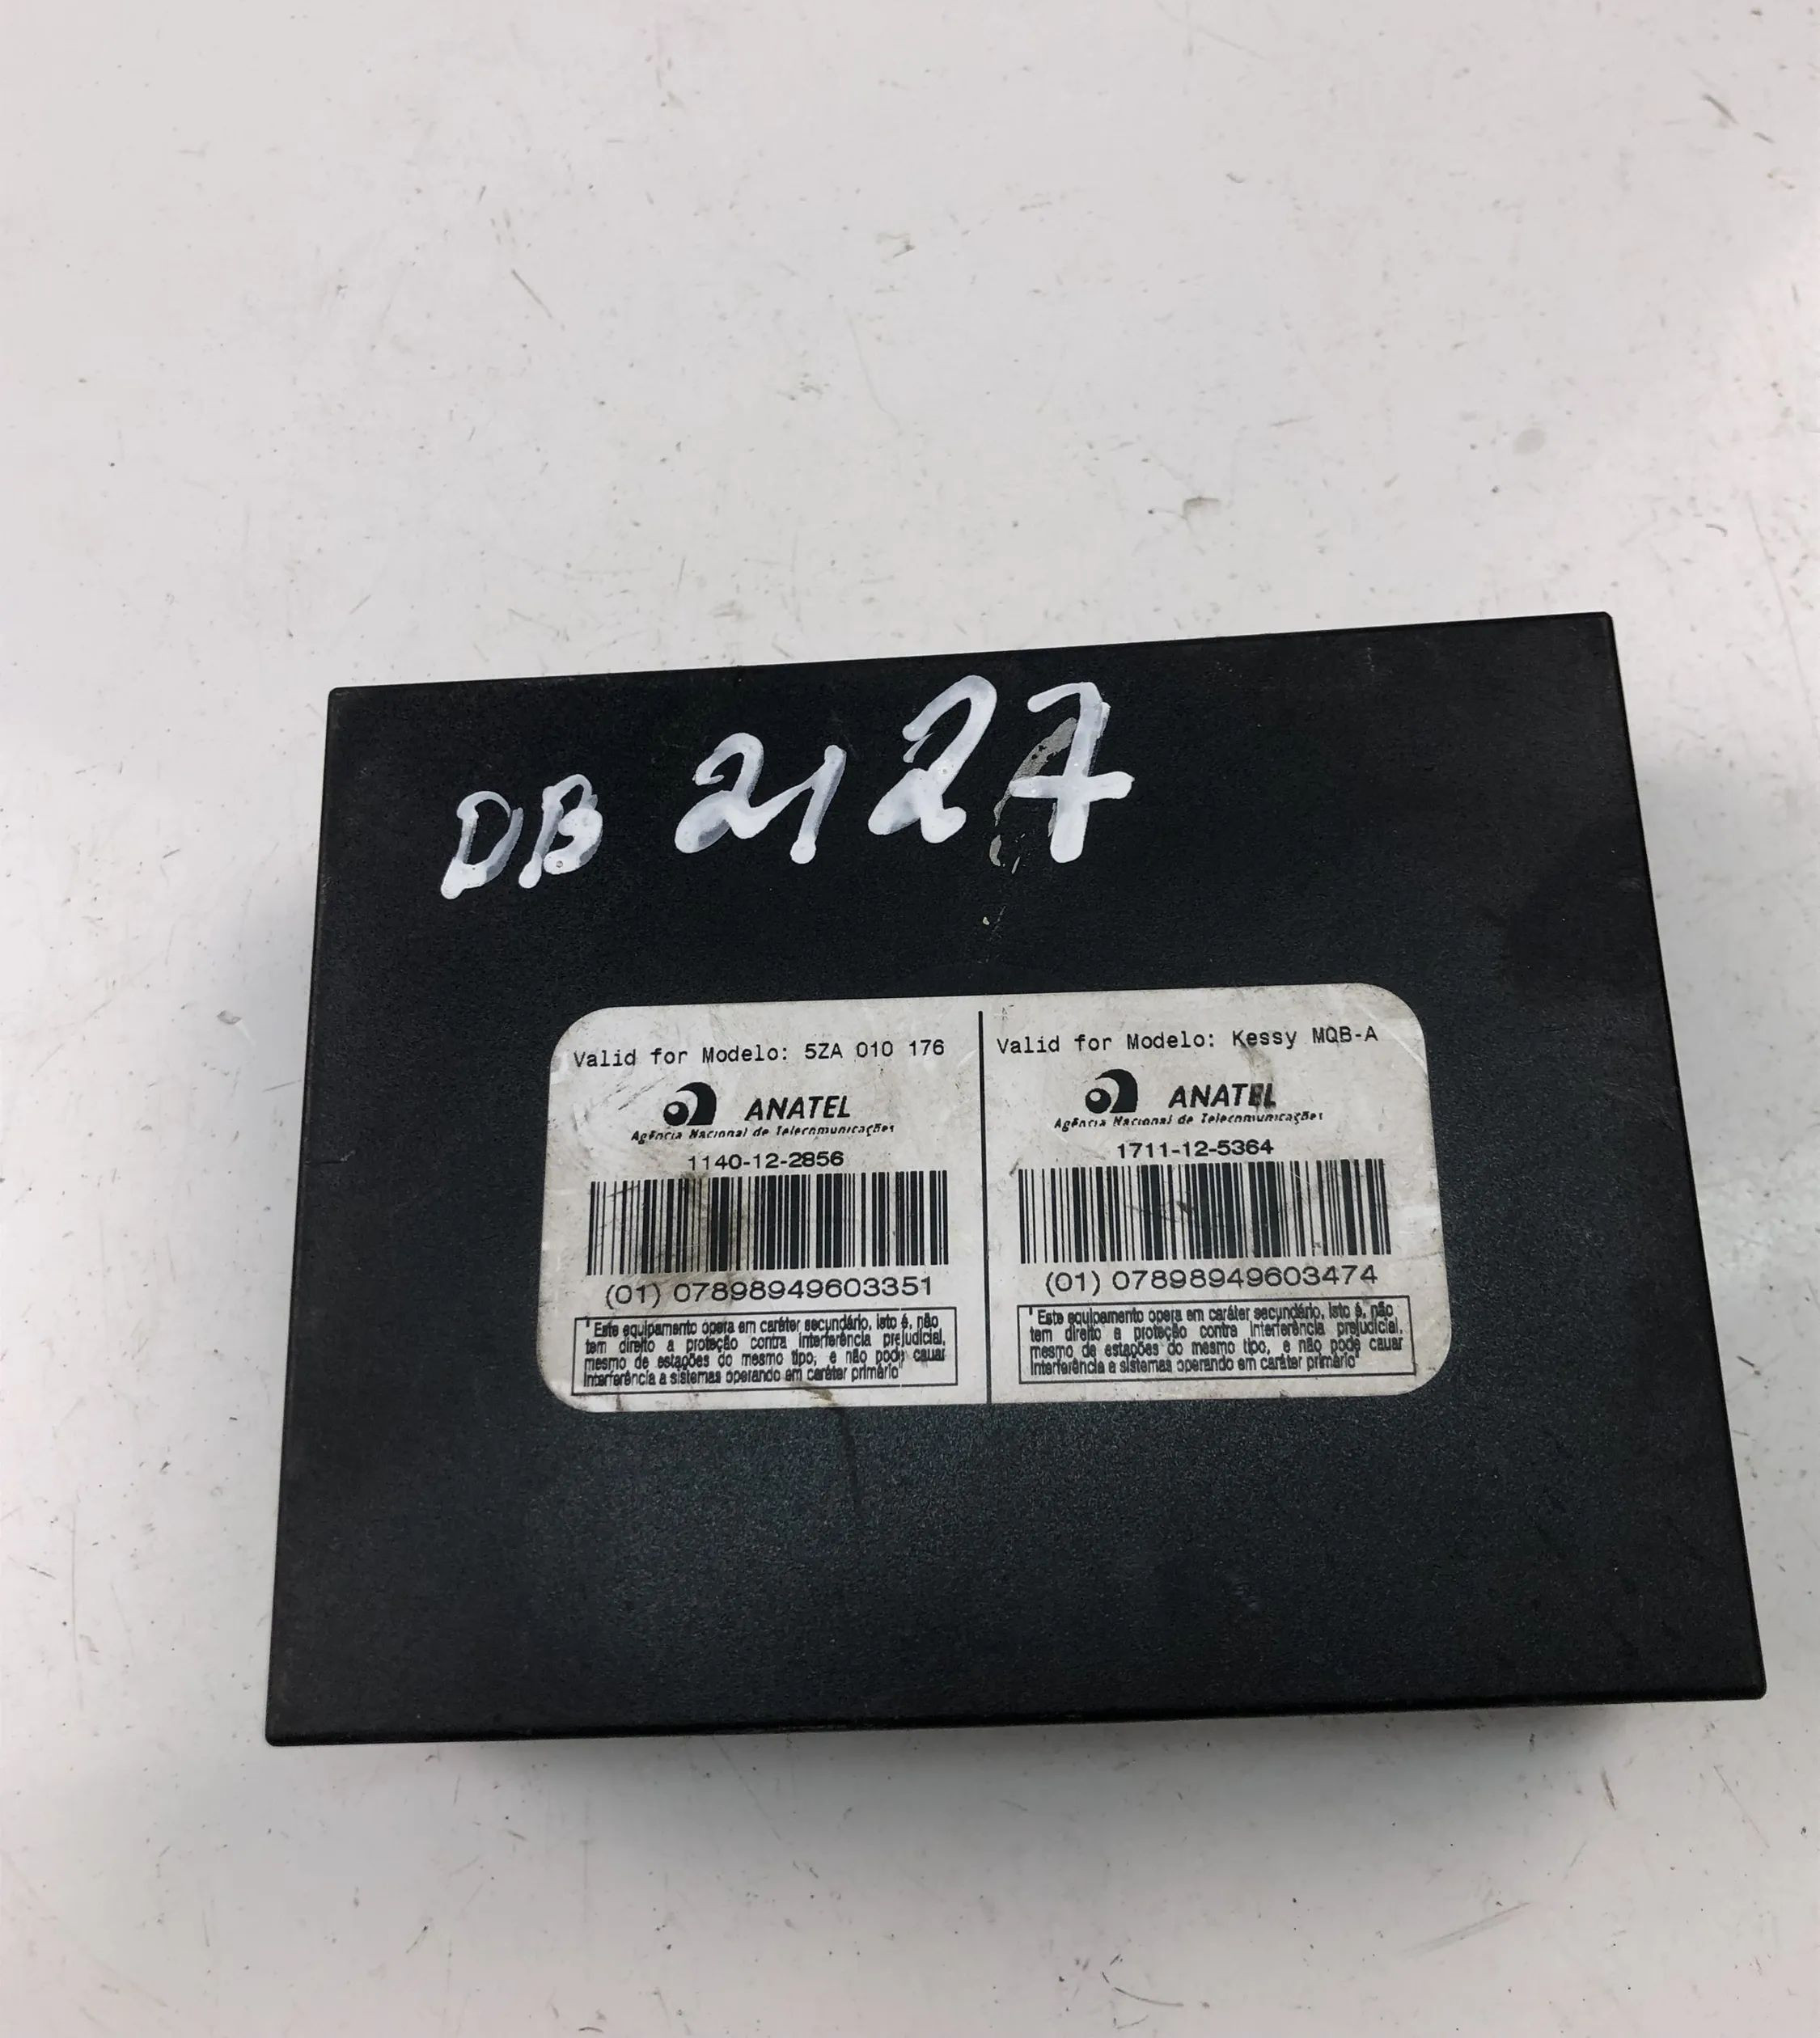 DB 2127
Valid for Modelo: 5ZA 010 176
ANATEL
Agência Nacional de Telecomunicações
1140-12-2856
(01) 07898949603351
"Este equipamento opera em caráter secundário, isto é, não
tem direito a proteção contra interferência prejudicial,
mesmo de estações do mesmo tipo, e não pode cauar
interferência a sistemas operando em caráter primário"
Valid for Modelo: Kessy MQB-A
ANATEL
Agência Nacional de Telecomunicações
1711-12-5364
(01) 07898949603474
"Este equipamento opera em caráter secundário, isto é, não
tem direito a proteção contra interferência prejudicial,
mesmo de estações do mesmo tipo, e não pode cauar
interferência a sistemas operando em caráter primário"